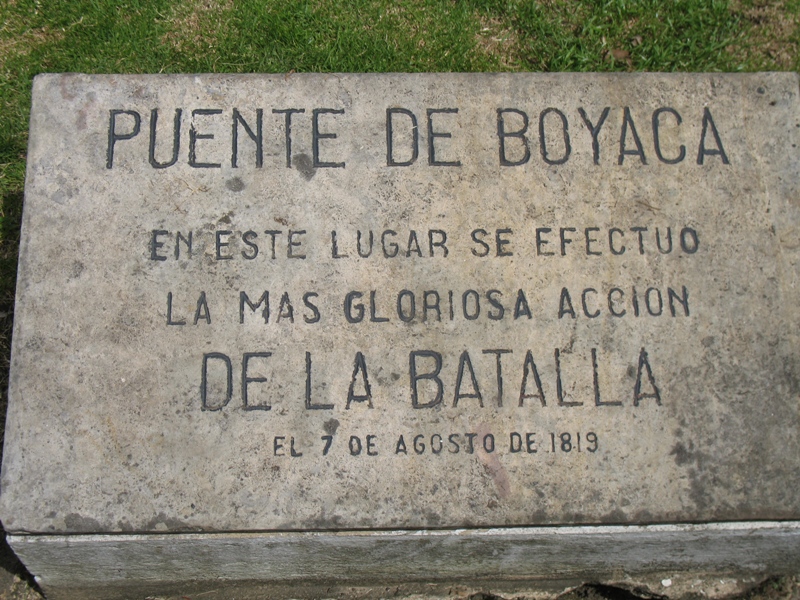 PUENTE DE BOYACA
EN ESTE LUGAR SE EFECTUO
LA MAS GLORIOSA ACCION
DE LA BATALLA
EL 7 DE AGOSTO DE 1819